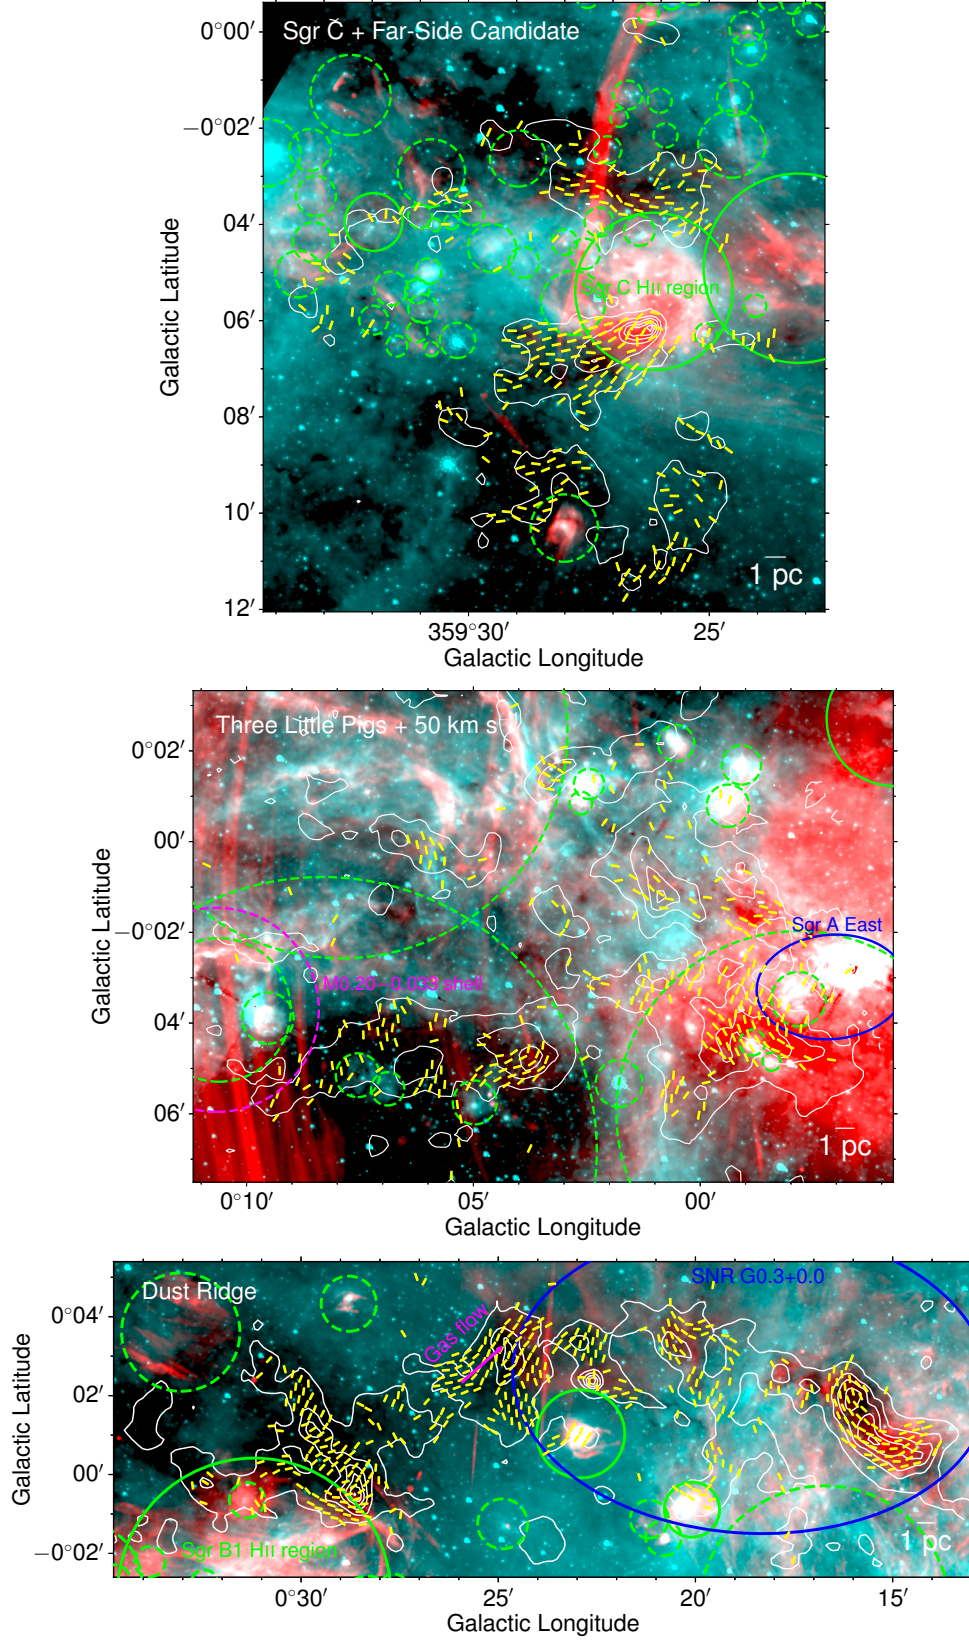 Sgr C + Far-Side Candidate
0°00′
−0°02′
04′
06′
08′
10′
12′
Galactic Latitude
Sgr C HII region
1 pc
359°30′
25′
Galactic Longitude
Three Little Pigs + 50 km s⁻¹
0°02′
00′
−0°02′
04′
06′
Galactic Latitude
Sgr A East
M0.20−0.033 shell
1 pc
0°10′
05′
00′
Galactic Longitude
Dust Ridge
SNR G0.3+0.0
Gas flow
0°04′
02′
00′
−0°02′
Galactic Latitude
Sgr B1 HII region
1 pc
0°30′
25′
20′
15′
Galactic Longitude